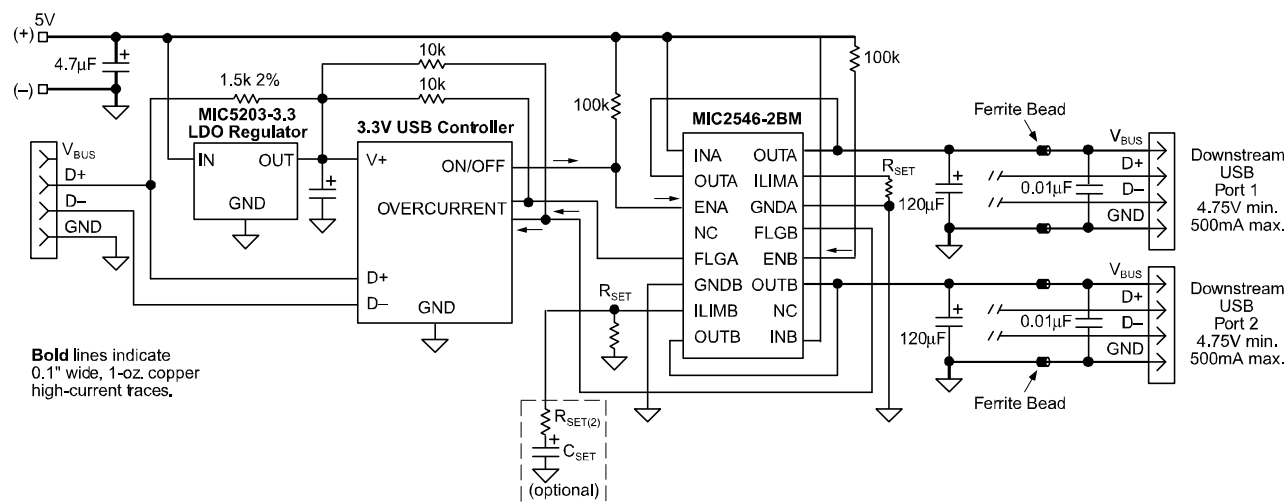 5V
(+)
4.7µF
(–)
10k
10k
1.5k 2%
100k
100k
MIC5203-3.3
LDO Regulator
IN
OUT
GND
3.3V USB Controller
V+
ON/OFF
OVERCURRENT
D+
D–
GND
VBUS
D+
D–
GND
MIC2546-2BM
INA
OUTA
ENA
NC
FLGA
GNDB
ILIMB
OUTB
OUTA
ILIMA
GNDA
FLGB
ENB
OUTB
NC
INB
RSET
RSET
RSET(2)
CSET
(optional)
Ferrite Bead
120µF
0.01µF
VBUS
D+
D–
GND
Downstream
USB
Port 1
4.75V min.
500mA max.
120µF
0.01µF
VBUS
D+
D–
GND
Downstream
USB
Port 2
4.75V min.
500mA max.
Ferrite Bead
Bold lines indicate
0.1" wide, 1-oz. copper
high-current traces.